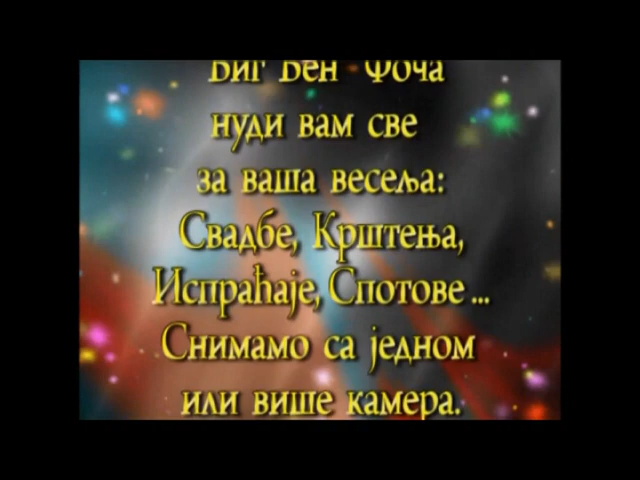 Биг Бен Фоча
нуди вам све
за ваша весеља:
Свадбе, Крштења,
Испраћаје, Спотове ...
Снимамо са једном
или више камера.